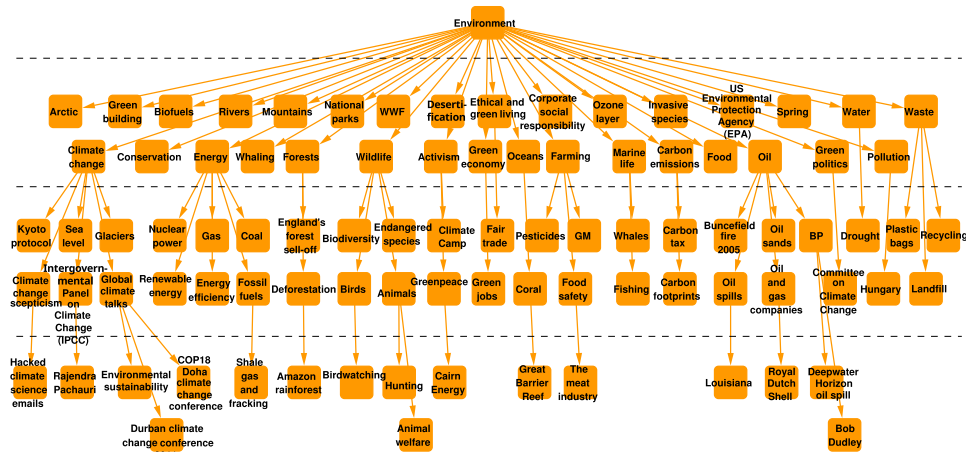 Environment
Arctic
Green
building
Biofuels
Rivers
Mountains
National
parks
WWF
Deserti-
fication
Ethical and
green living
Corporate
social
responsibility
Ozone
layer
Invasive
species
US
Environmental
Protection
Agency
(EPA)
Spring
Water
Waste
Climate
change
Conservation
Energy
Whaling
Forests
Wildlife
Activism
Green
economy
Oceans
Farming
Marine
life
Carbon
emissions
Food
Oil
Green
politics
Pollution
Kyoto
protocol
Sea
level
Glaciers
Nuclear
power
Gas
Coal
England's
forest
sell-off
Biodiversity
Endangered
species
Climate
Camp
Fair
trade
Pesticides
GM
Whales
Carbon
tax
Buncefield
fire
2005
Oil
sands
BP
Drought
Plastic
bags
Recycling
Climate
change
scepticism
Intergovern-
mental
Panel
on
Climate
Change
(IPCC)
Global
climate
talks
Renewable
energy
Energy
efficiency
Fossil
fuels
Deforestation
Birds
Animals
Greenpeace
Green
jobs
Coral
Food
safety
Fishing
Carbon
footprints
Oil
spills
Oil
and gas
companies
Committee
on
Climate
Change
Hungary
Landfill
Hacked
climate
science
emails
Rajendra
Pachauri
Environmental
sustainability
COP18
Doha
climate
change
conference
Shale
gas
and
fracking
Amazon
rainforest
Birdwatching
Hunting
Cairn
Energy
Great
Barrier
Reef
The
meat
industry
Louisiana
Royal
Dutch
Shell
Deepwater
Horizon
oil spill
Durban climate
change conference
Animal
welfare
Bob
Dudley